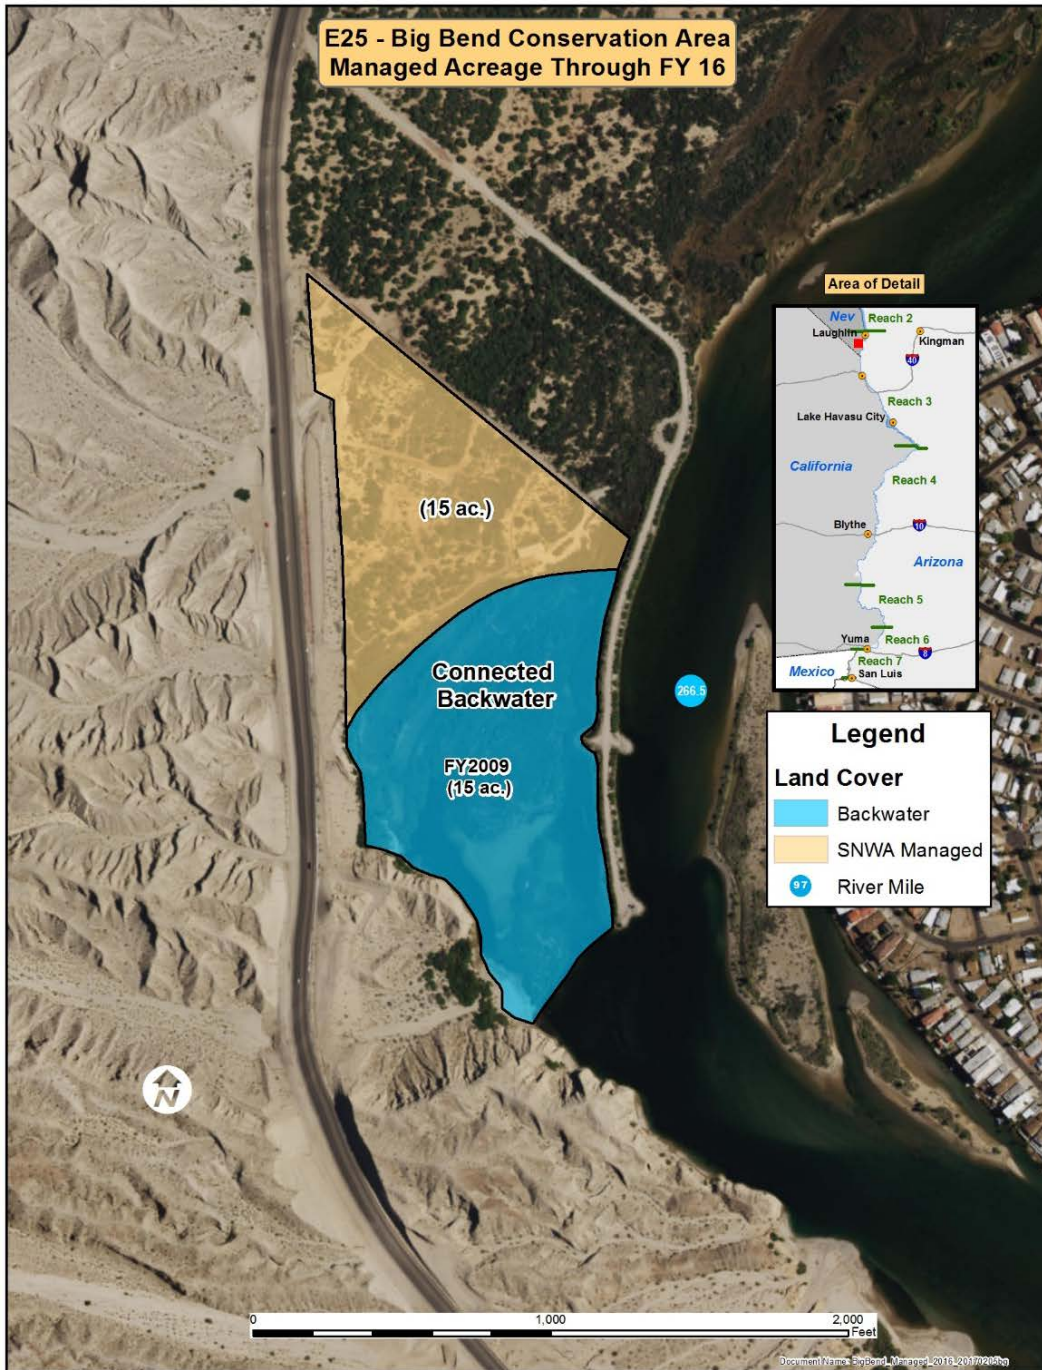 E25 - Big Bend Conservation Area
Managed Acreage Through FY 16
Area of Detail
Nev
Reach 2
Laughlin
Kingman
40
Reach 3
Lake Havasu City
California
Reach 4
Blythe
10
Arizona
Reach 5
Reach 6
Yuma
8
Reach 7
Mexico
San Luis
(15 ac.)
Connected
Backwater
FY2009
(15 ac.)
266.5
Legend
Land Cover
Backwater
SNWA Managed
97
River Mile
N
0
1,000
2,000
Feet
Document Name: BigBend_Managed_2016_20170203bg